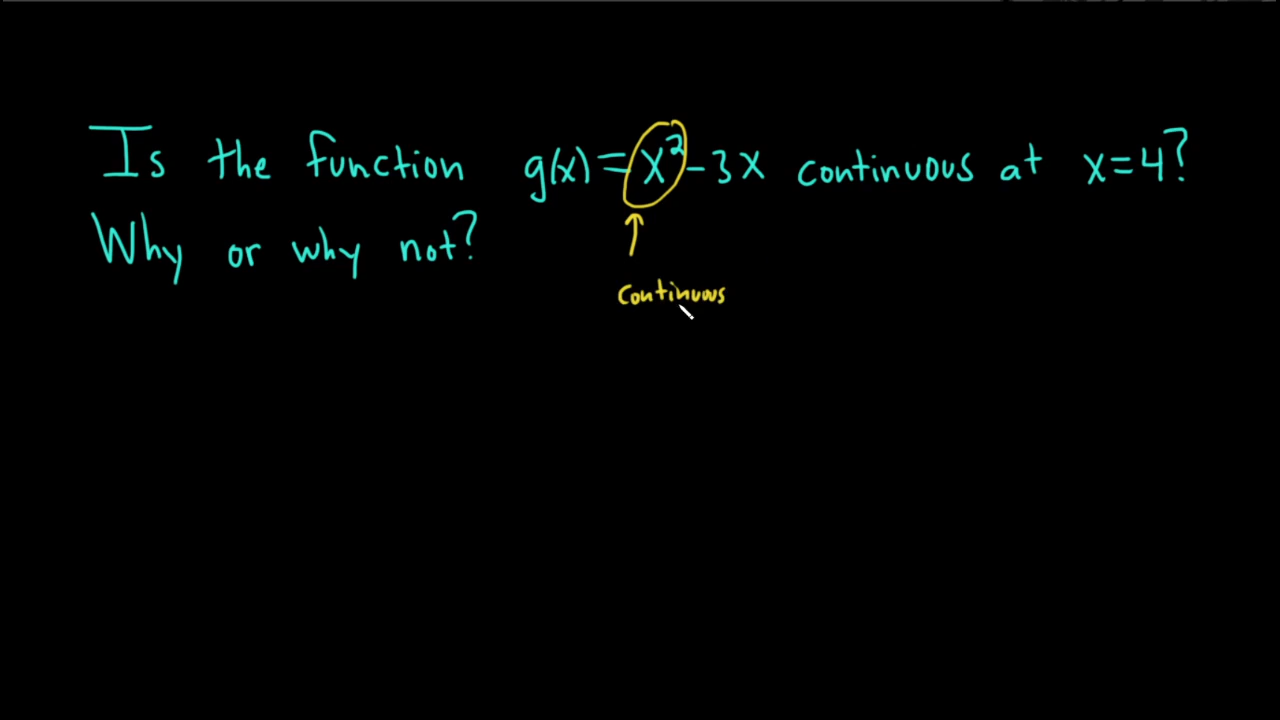 Is the function g(x)=x²-3x continuous at x=4?
Why or why not?
Continuous